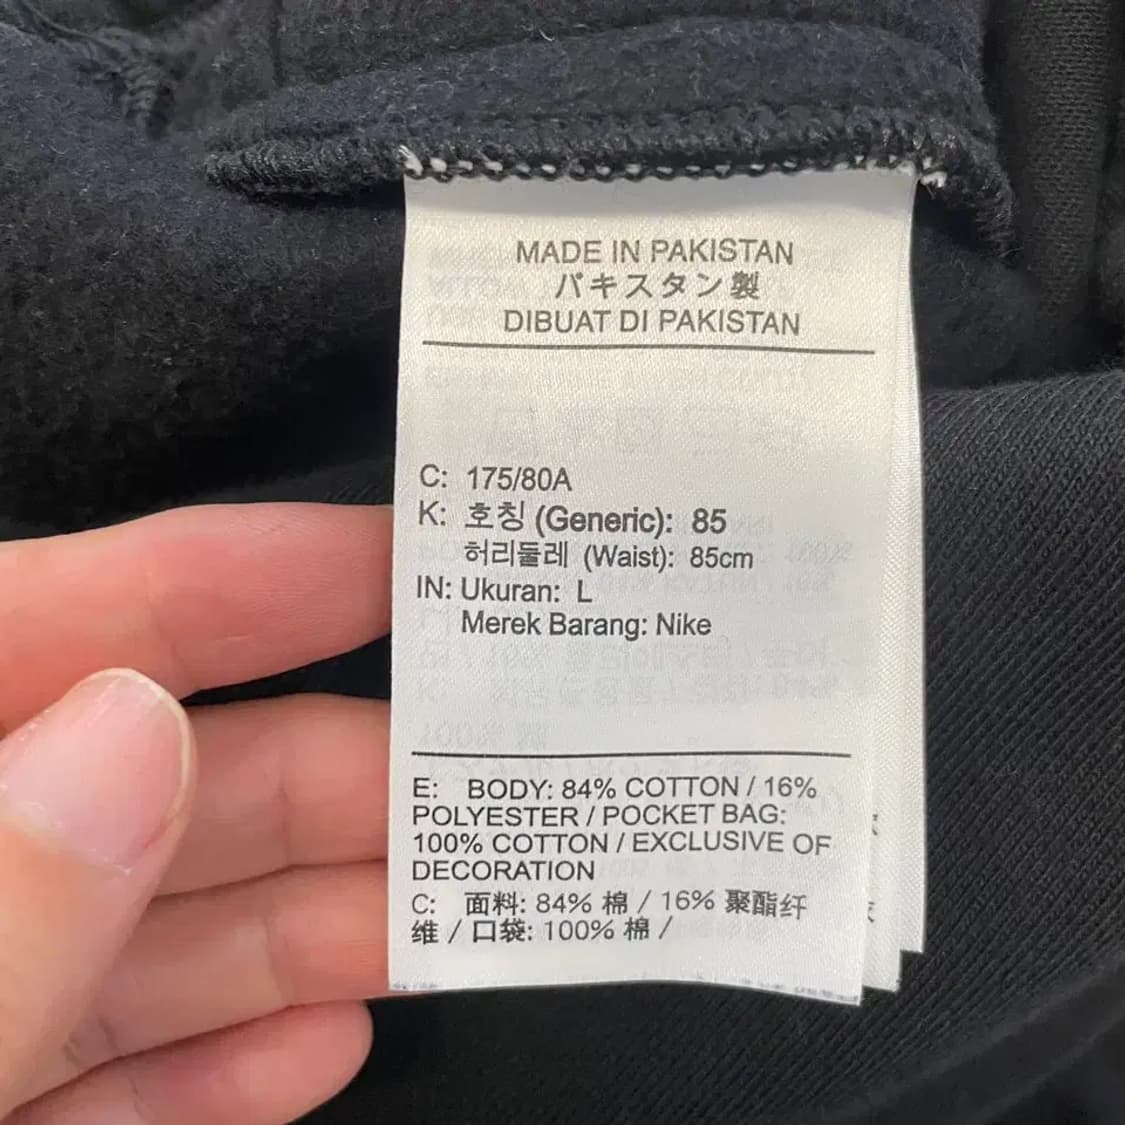 MADE IN PAKISTAN
パキスタン製
DIBUAT DI PAKISTAN
C: 175/80A
K: 호칭 (Generic): 85
허리둘레 (Waist): 85cm
IN: Ukuran: L
Merek Barang: Nike
E: BODY: 84% COTTON / 16%
POLYESTER / POCKET BAG:
100% COTTON / EXCLUSIVE OF
DECORATION
C: 面料: 84% 棉 / 16% 聚酯纤
维 / 口袋: 100% 棉 /